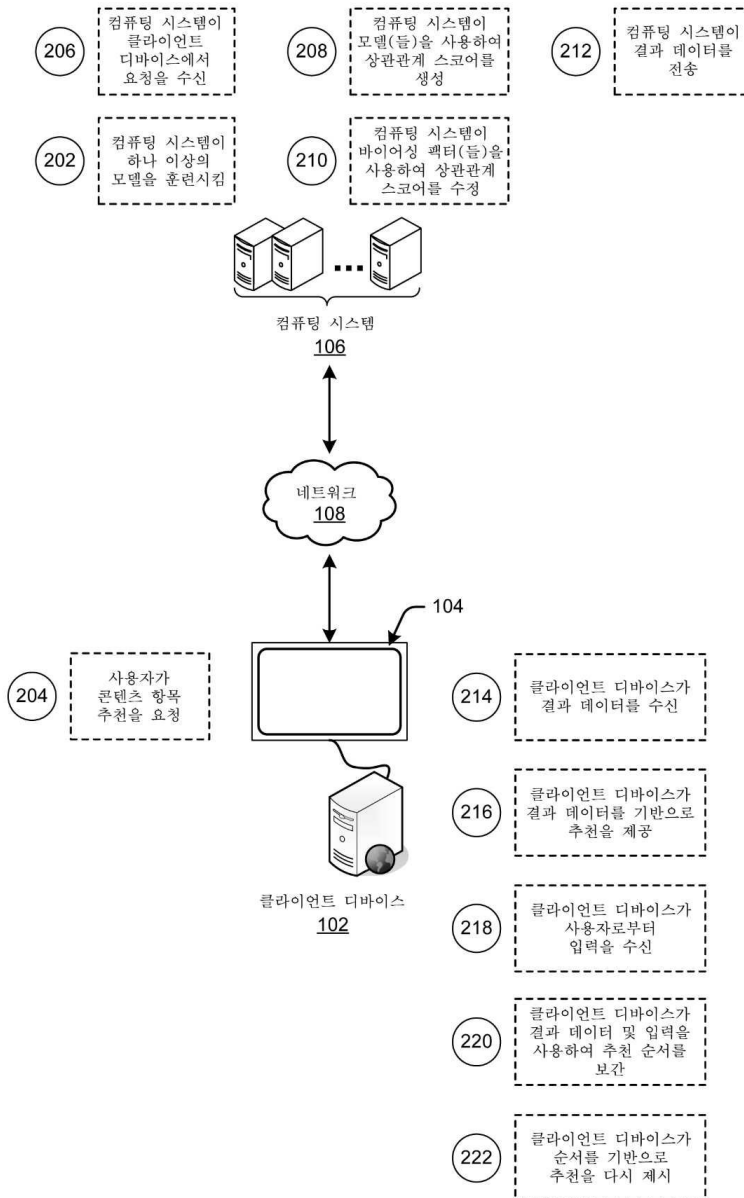 206
컴퓨팅 시스템이
클라이언트
디바이스에서
요청을 수신
208
컴퓨팅 시스템이
모델(들)을 사용하여
상관관계 스코어를
생성
212
컴퓨팅 시스템이
결과 데이터를
전송
202
컴퓨팅 시스템이
하나 이상의
모델을 훈련시킴
210
컴퓨팅 시스템이
바이어싱 팩터(들)을
사용하여 상관관계
스코어를 수정
컴퓨팅 시스템
106
네트워크
108
104
204
사용자가
콘텐츠 항목
추천을 요청
214
클라이언트 디바이스가
결과 데이터를 수신
216
클라이언트 디바이스가
결과 데이터를 기반으로
추천을 제공
클라이언트 디바이스
102
218
클라이언트 디바이스가
사용자로부터
입력을 수신
220
클라이언트 디바이스가
결과 데이터 및 입력을
사용하여 추천 순서를
보간
222
클라이언트 디바이스가
순서를 기반으로
추천을 다시 제시